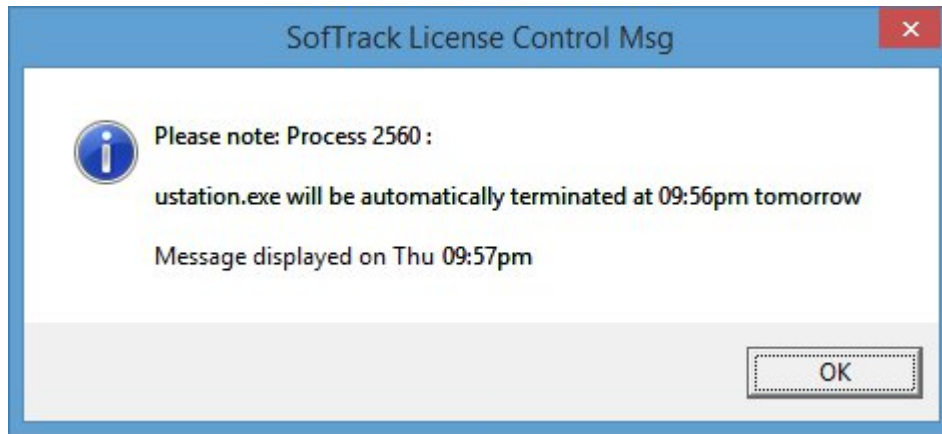 SofTrack License Control Msg
Please note: Process 2560 :
ustation.exe will be automatically terminated at 09:56pm tomorrow
Message displayed on Thu 09:57pm
OK